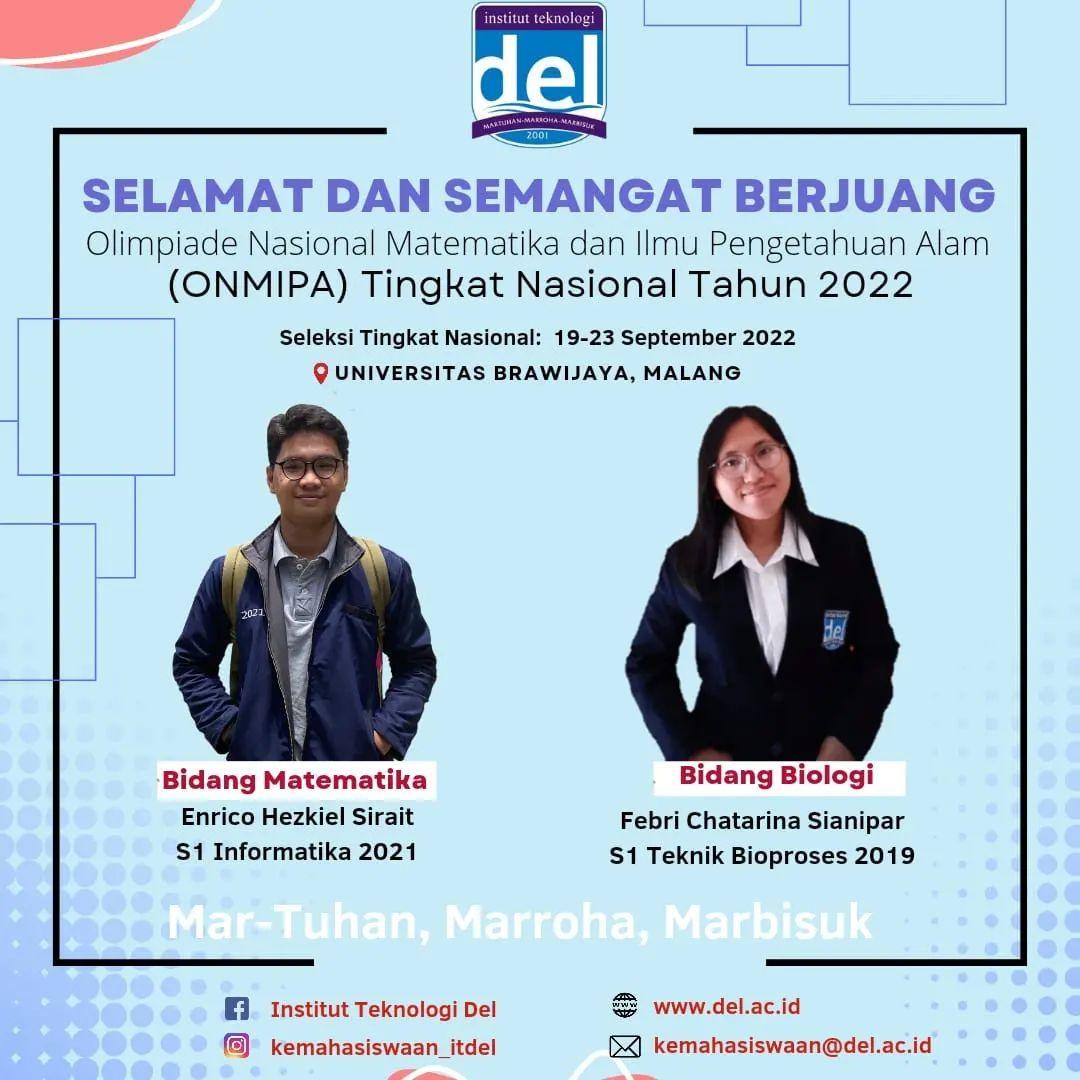 institut teknologi
del
MARTUHAN-MARROHA-MARBISUK
2001
SELAMAT DAN SEMANGAT BERJUANG
Olimpiade Nasional Matematika dan Ilmu Pengetahuan Alam
(ONMIPA) Tingkat Nasional Tahun 2022
Seleksi Tingkat Nasional: 19-23 September 2022
UNIVERSITAS BRAWIJAYA, MALANG
2021
del
Bidang Matematika
Enrico Hezkiel Sirait
S1 Informatika 2021
Bidang Biologi
Febri Chatarina Sianipar
S1 Teknik Bioproses 2019
Mar-Tuhan, Marroha, Marbisuk
Institut Teknologi Del
kemahasiswaan_itdel
www.del.ac.id
kemahasiswaan@del.ac.id